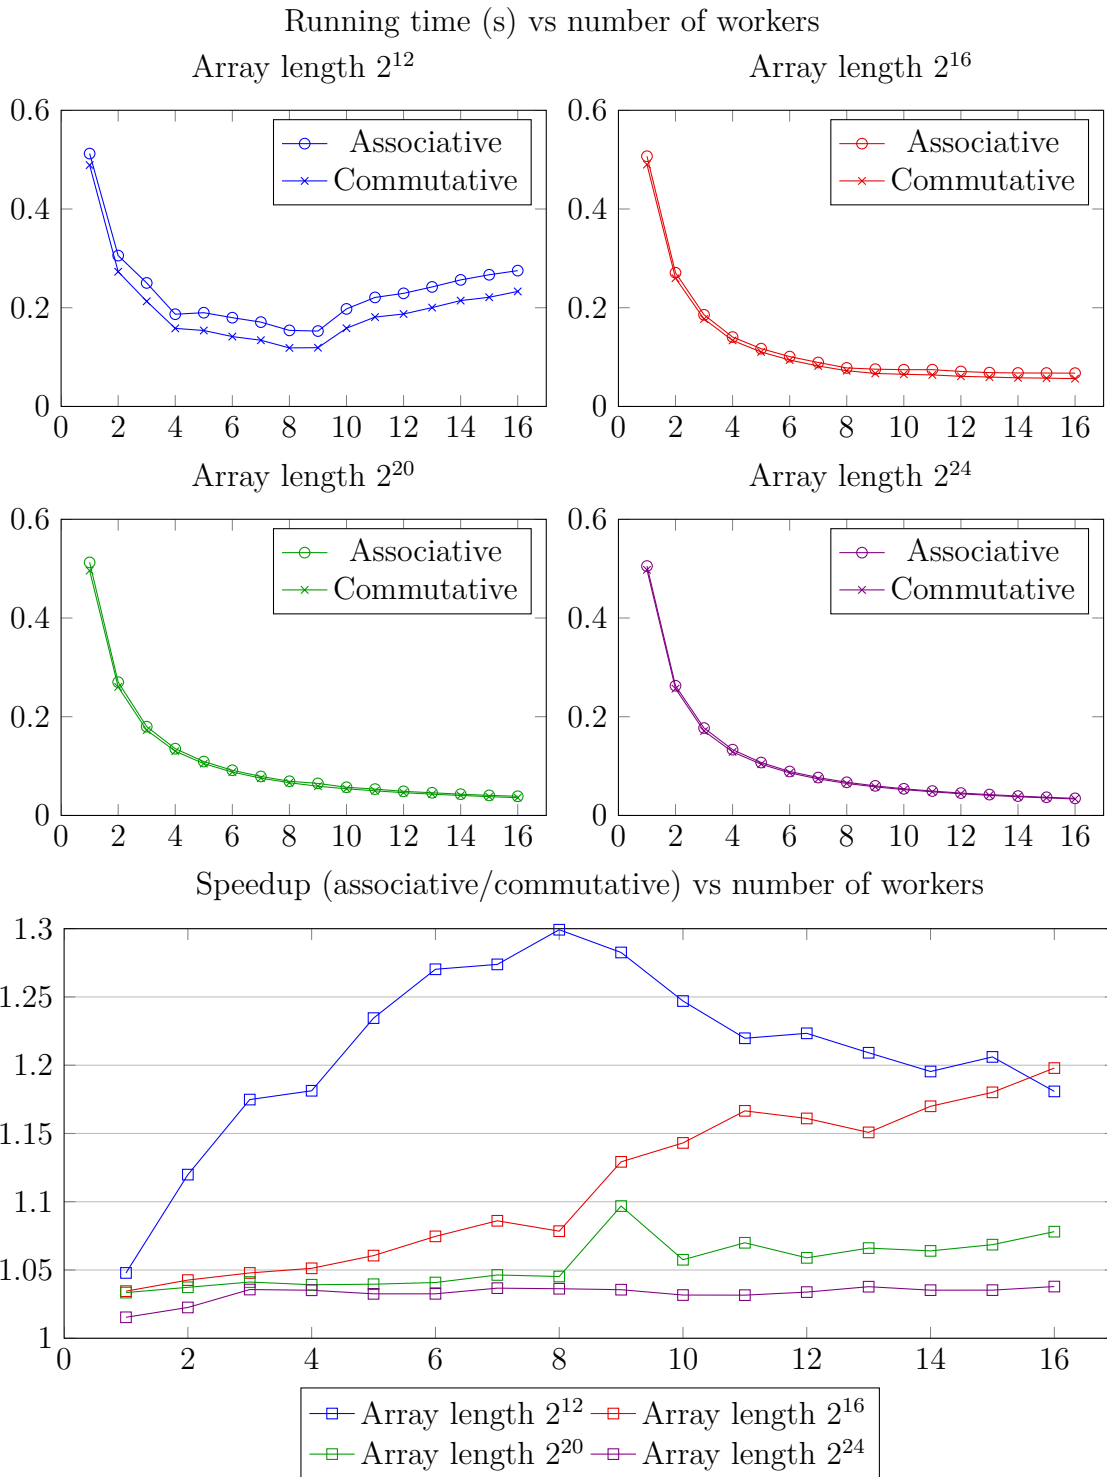 Running time (s) vs number of workers
Array length 2^12
0.6
0.4
0.2
0
0 2 4 6 8 10 12 14 16
Associative
Commutative
Array length 2^16
0.6
0.4
0.2
0
0 2 4 6 8 10 12 14 16
Associative
Commutative
Array length 2^20
0.6
0.4
0.2
0
0 2 4 6 8 10 12 14 16
Associative
Commutative
Array length 2^24
0.6
0.4
0.2
0
0 2 4 6 8 10 12 14 16
Associative
Commutative
Speedup (associative/commutative) vs number of workers
1.3
1.25
1.2
1.15
1.1
1.05
1
0 2 4 6 8 10 12 14 16
Array length 2^12 Array length 2^16
Array length 2^20 Array length 2^24